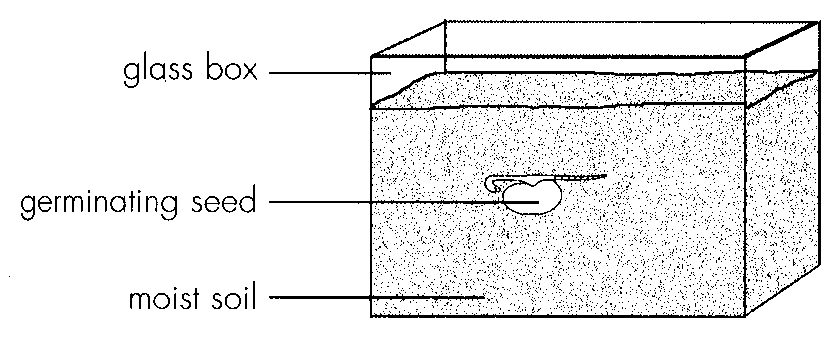 glass box
germinating seed
moist soil